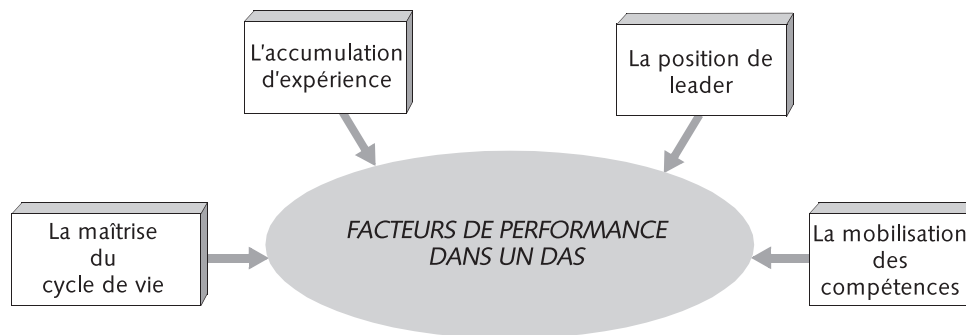 L'accumulation
d'expérience
La position de
leader
La maîtrise
du
cycle de vie
FACTEURS DE PERFORMANCE
DANS UN DAS
La mobilisation
des
compétences